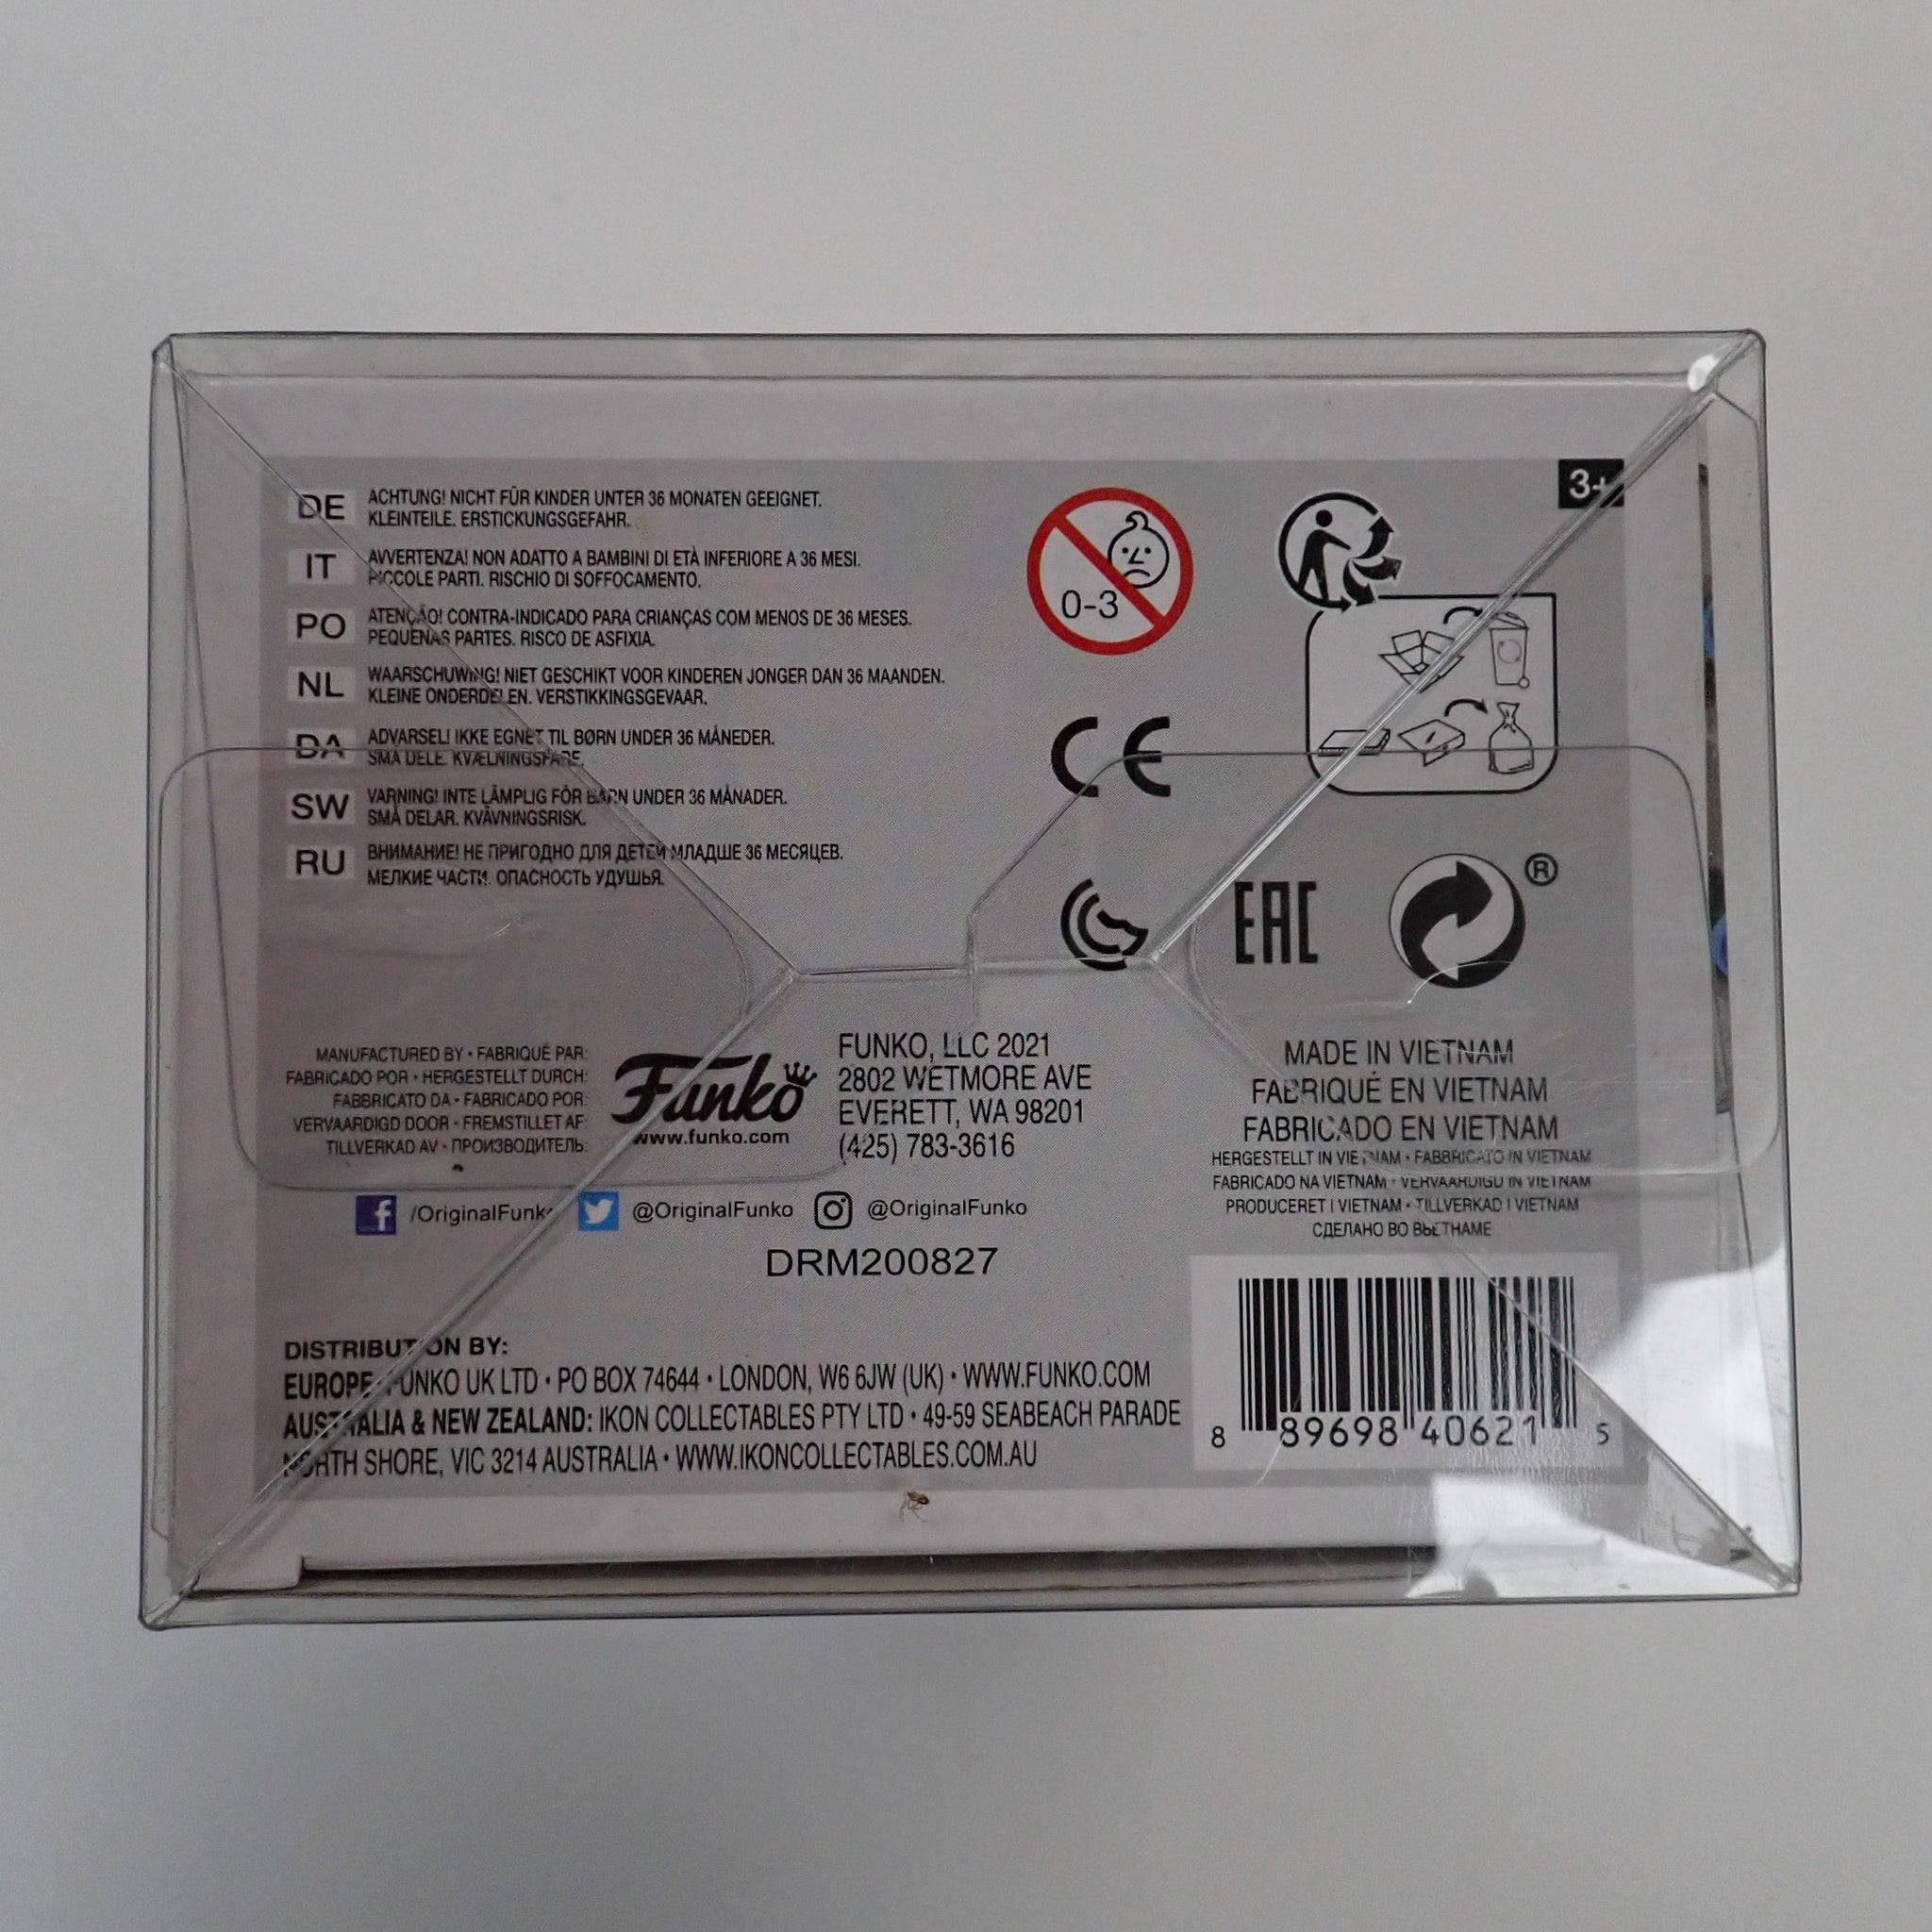 3+
DE
ACHTUNG! NICHT FÜR KINDER UNTER 36 MONATEN GEEIGNET.
KLEINTEILE. ERSTICKUNGSGEFAHR.
IT
AVVERTENZA! NON ADATTO A BAMBINI DI ETÀ INFERIORE A 36 MESI.
PICCOLE PARTI. RISCHIO DI SOFFOCAMENTO.
PO
ATENÇÃO! CONTRA-INDICADO PARA CRIANÇAS COM MENOS DE 36 MESES.
PEQUENAS PARTES. RISCO DE ASFIXIA.
NL
WAARSCHUWING! NIET GESCHIKT VOOR KINDEREN JONGER DAN 36 MAANDEN.
KLEINE ONDERDELEN. VERSTIKKINGSGEVAAR.
DA
ADVARSEL! IKKE EGNET TIL BØRN UNDER 36 MÅNEDER.
SMÅ DELE. KVÆLNINGSFARE.
SW
VARNING! INTE LÄMPLIG FÖR BARN UNDER 36 MÅNADER.
SMÅ DELAR. KVÄVNINGSRISK.
RU
ВНИМАНИЕ! НЕ ПРИГОДНО ДЛЯ ДЕТЕЙ МЛАДШЕ 36 МЕСЯЦЕВ.
МЕЛКИЕ ЧАСТИ. ОПАСНОСТЬ УДУШЬЯ.
0-3
CE
EAC
®
MANUFACTURED BY • FABRIQUÉ PAR:
FABRICADO POR • HERGESTELLT DURCH:
FABBRICATO DA • FABRICADO POR:
VERVAARDIGD DOOR • FREMSTILLET AF:
TILLVERKAD AV • ПРОИЗВОДИТЕЛЬ:
Funko
www.funko.com
FUNKO, LLC 2021
2802 WETMORE AVE
EVERETT, WA 98201
(425) 783-3616
MADE IN VIETNAM
FABRIQUÉ EN VIETNAM
FABRICADO EN VIETNAM
HERGESTELLT IN VIETNAM • FABBRICATO IN VIETNAM
FABRICADO NA VIETNAM • VERVAARDIGD IN VIETNAM
PRODUCERET I VIETNAM • TILLVERKAD I VIETNAM
СДЕЛАНО ВО ВЬЕТНАМЕ
/OriginalFunko @OriginalFunko @OriginalFunko
DRM200827
DISTRIBUTION BY:
EUROPE • FUNKO UK LTD • PO BOX 74644 • LONDON, W6 6JW (UK) • WWW.FUNKO.COM
AUSTRALIA & NEW ZEALAND: IKON COLLECTABLES PTY LTD • 49-59 SEABEACH PARADE
NORTH SHORE, VIC 3214 AUSTRALIA • WWW.IKONCOLLECTABLES.COM.AU
8 89698 40621 5